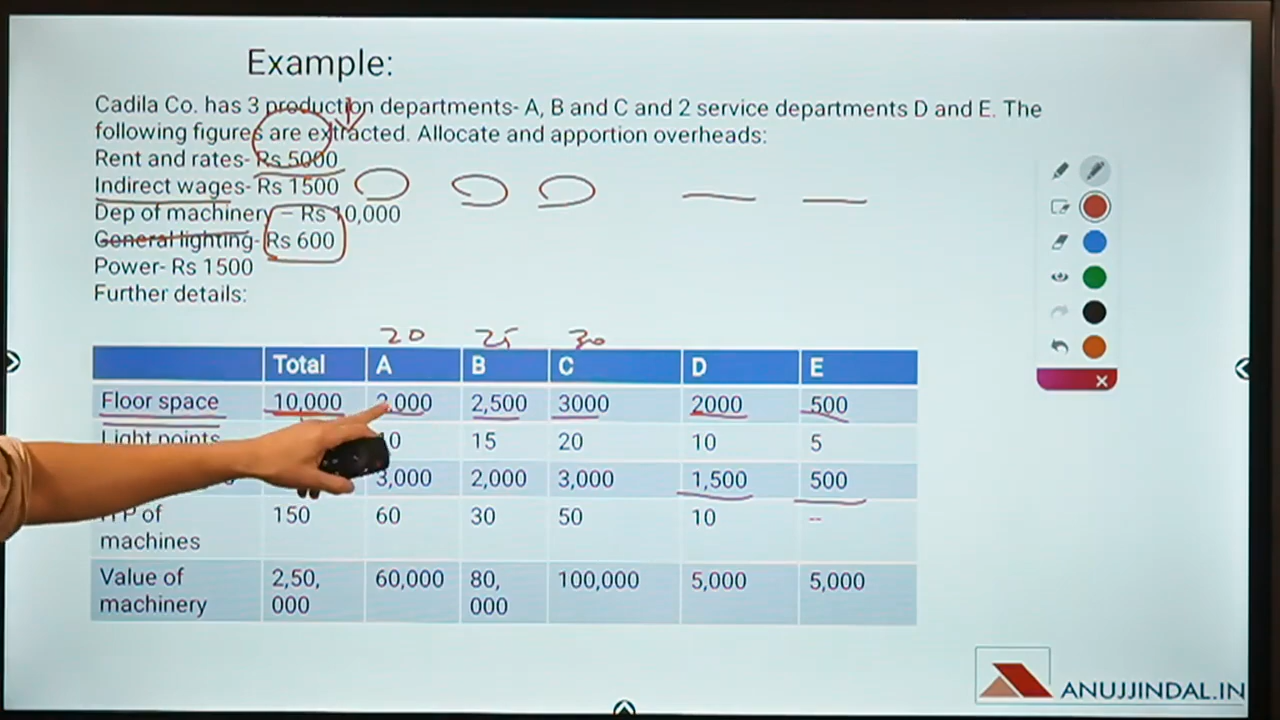 Example:
Cadila Co. has 3 production departments- A, B and C and 2 service departments D and E. The
following figures are extracted. Allocate and apportion overheads:
Rent and rates- Rs 5000
Indirect wages- Rs 1500
Dep of machinery – Rs 10,000
General lighting- Rs 600
Power- Rs 1500
Further details:
20 25 30
Total A B C D E
Floor space 10,000 2,000 2,500 3000 2000 500
Light points 10 15 20 10 5
3,000 2,000 3,000 1,500 500
HP of 150 60 30 50 10 --
machines
Value of 2,50, 60,000 80, 100,000 5,000 5,000
machinery 000 000
ANUJJINDAL.IN